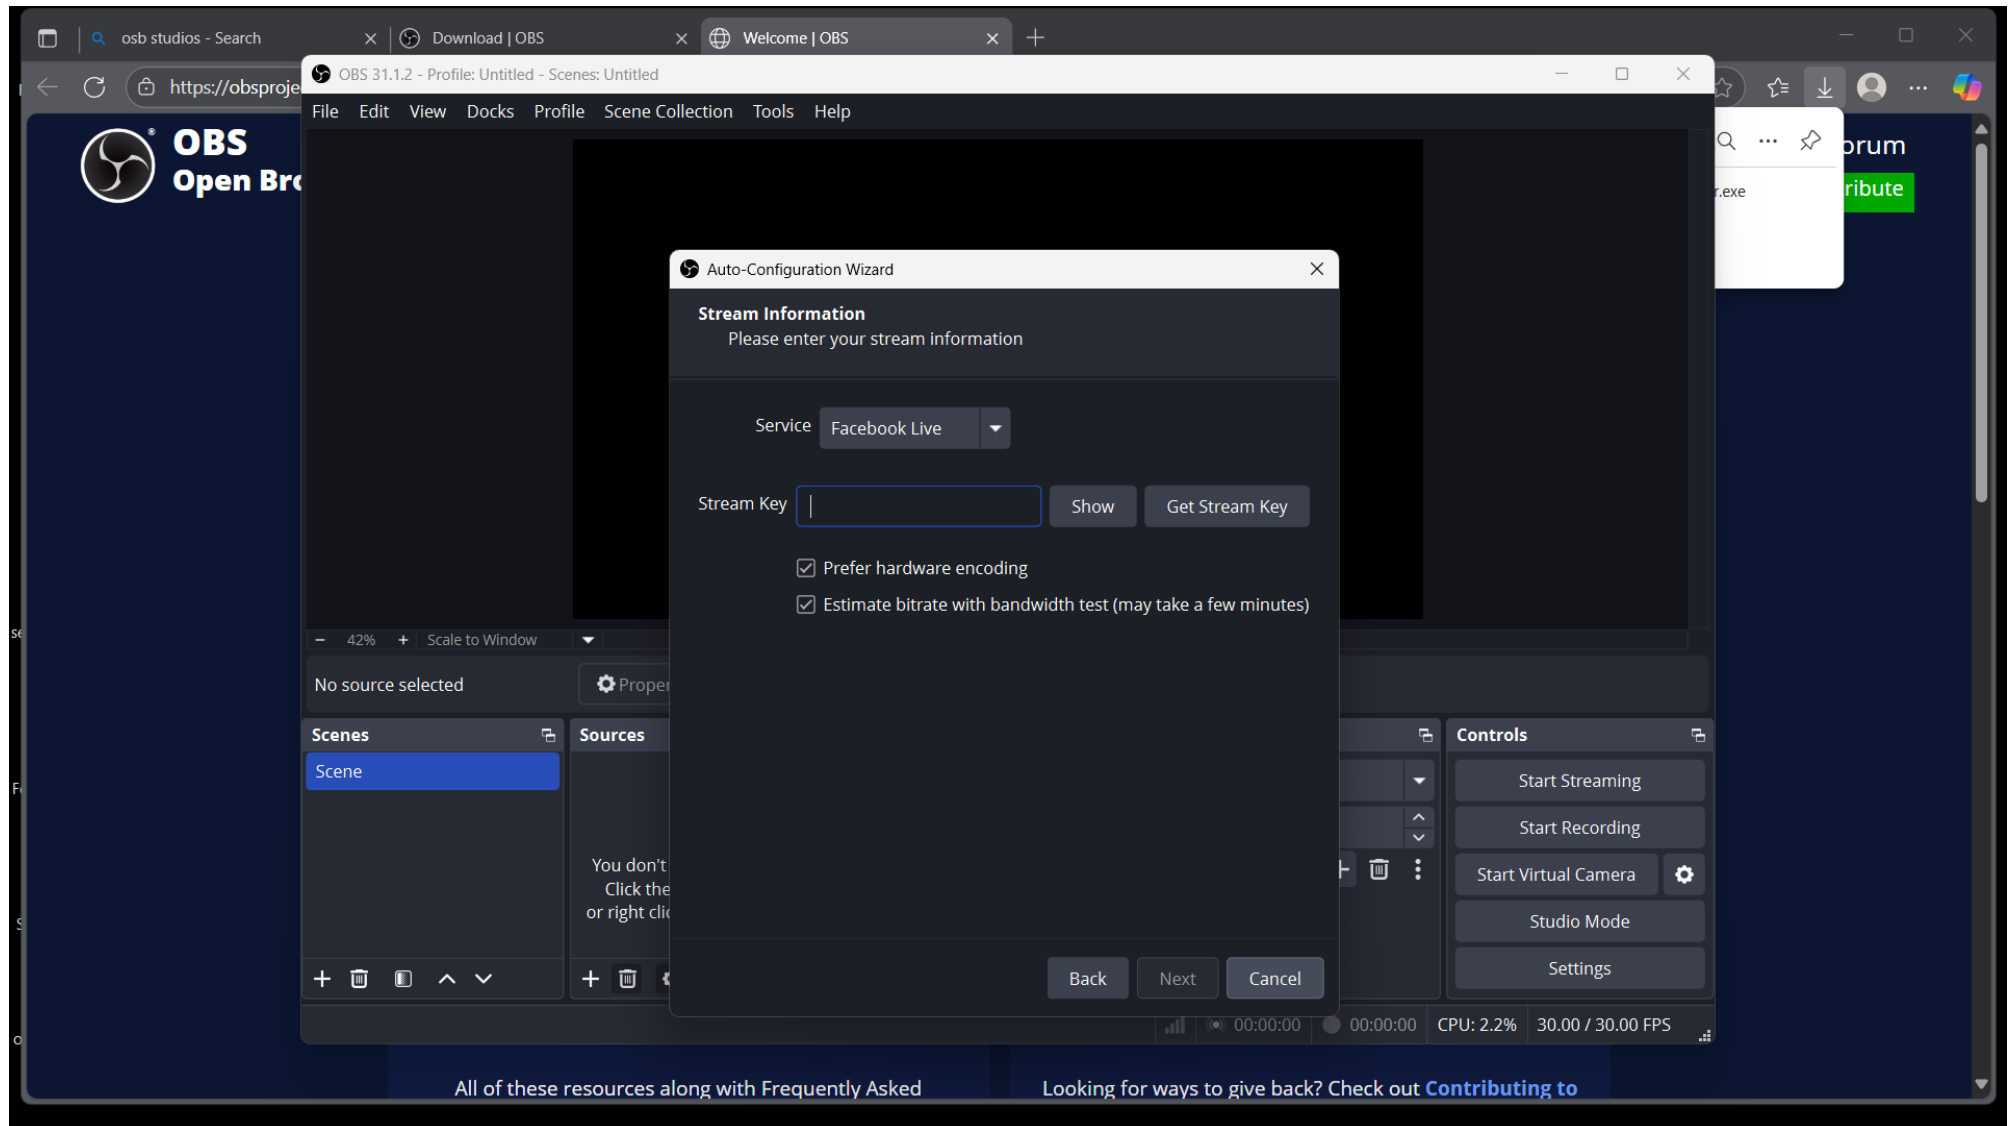 osb studios - Search
Download | OBS
Welcome | OBS
https://obsproje
OBS 31.1.2 - Profile: Untitled - Scenes: Untitled
File Edit View Docks Profile Scene Collection Tools Help
OBS
Open Bro
orum
r.exe
ribute
Auto-Configuration Wizard
Stream Information
Please enter your stream information
Service Facebook Live
Stream Key Show Get Stream Key
Prefer hardware encoding
Estimate bitrate with bandwidth test (may take a few minutes)
42% Scale to Window
No source selected
Proper
Scenes
Sources
Controls
Scene
Start Streaming
Start Recording
You don't
Click the
or right clic
Start Virtual Camera
Studio Mode
Settings
Back Next Cancel
00:00:00 00:00:00 CPU: 2.2% 30.00 / 30.00 FPS
All of these resources along with Frequently Asked
Looking for ways to give back? Check out Contributing to